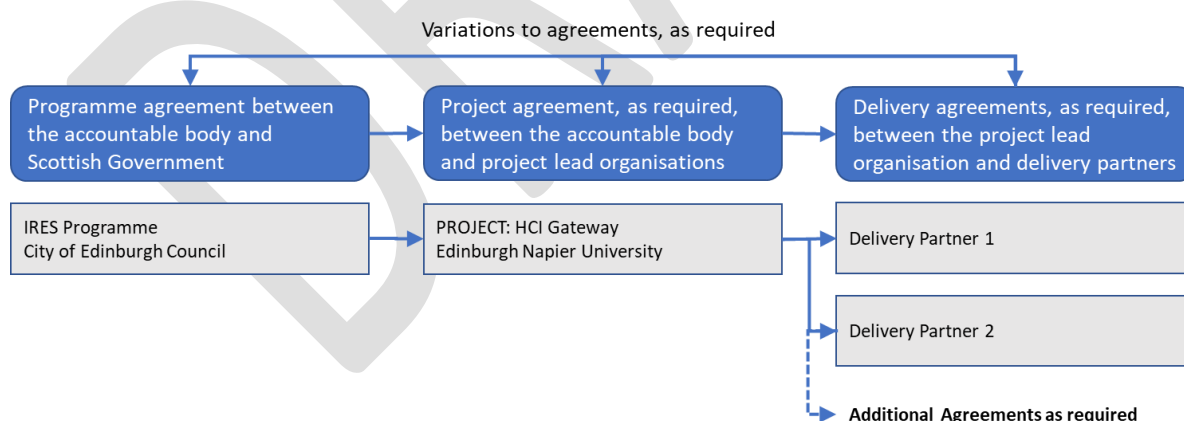 Variations to agreements, as required
Programme agreement between
the accountable body and
Scottish Government
Project agreement, as required,
between the accountable body
and project lead organisations
Delivery agreements, as required,
between the project lead
organisation and delivery partners
IRES Programme
City of Edinburgh Council
PROJECT: HCI Gateway
Edinburgh Napier University
Delivery Partner 1
Delivery Partner 2
Additional Agreements as required